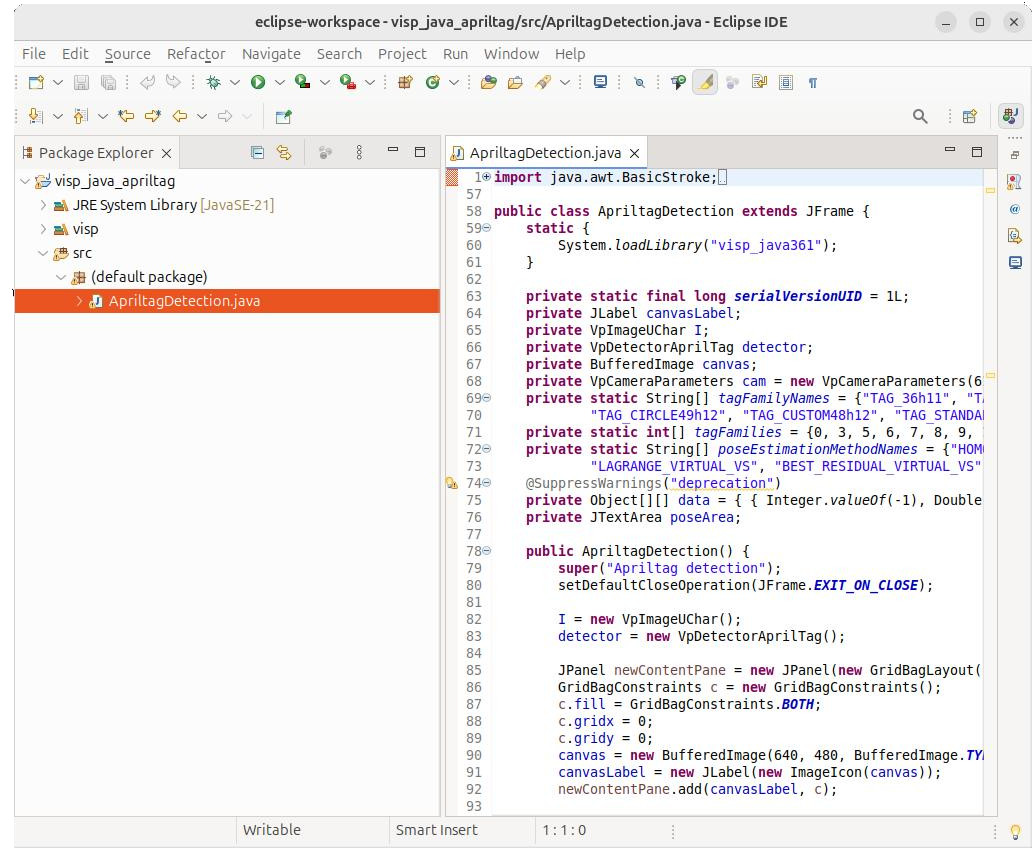 eclipse-workspace - visp_java_apriltag/src/ApriltagDetection.java - Eclipse IDE
File Edit Source Refactor Navigate Search Project Run Window Help
Package Explorer
visp_java_apriltag
JRE System Library [JavaSE-21]
visp
src
(default package)
ApriltagDetection.java
ApriltagDetection.java
1 import java.awt.BasicStroke;
57
58 public class ApriltagDetection extends JFrame {
59 static {
60 System.loadLibrary("visp_java361");
61 }
62
63 private static final long serialVersionUID = 1L;
64 private JLabel canvasLabel;
65 private VpImageUChar I;
66 private VpDetectorAprilTag detector;
67 private BufferedImage canvas;
68 private VpCameraParameters cam = new VpCameraParameters(6
69 private static String[] tagFamilyNames = {"TAG_36h11", "TA
70 "TAG_CIRCLE49h12", "TAG_CUSTOM48h12", "TAG_STANDA
71 private static int[] tagFamilies = {0, 3, 5, 6, 7, 8, 9,
72 private static String[] poseEstimationMethodNames = {"HOM
73 "LAGRANGE_VIRTUAL_VS", "BEST_RESIDUAL_VIRTUAL_VS"
74 @SuppressWarnings("deprecation")
75 private Object[][] data = { { Integer.valueOf(-1), Double
76 private JTextArea poseArea;
77
78 public ApriltagDetection() {
79 super("Apriltag detection");
80 setDefaultCloseOperation(JFrame.EXIT_ON_CLOSE);
81
82 I = new VpImageUChar();
83 detector = new VpDetectorAprilTag();
84
85 JPanel newContentPane = new JPanel(new GridBagLayout(
86 GridBagConstraints c = new GridBagConstraints();
87 c.fill = GridBagConstraints.BOTH;
88 c.gridx = 0;
89 c.gridy = 0;
90 canvas = new BufferedImage(640, 480, BufferedImage.TY
91 canvasLabel = new JLabel(new ImageIcon(canvas));
92 newContentPane.add(canvasLabel, c);
93
Writable Smart Insert 1 : 1 : 0